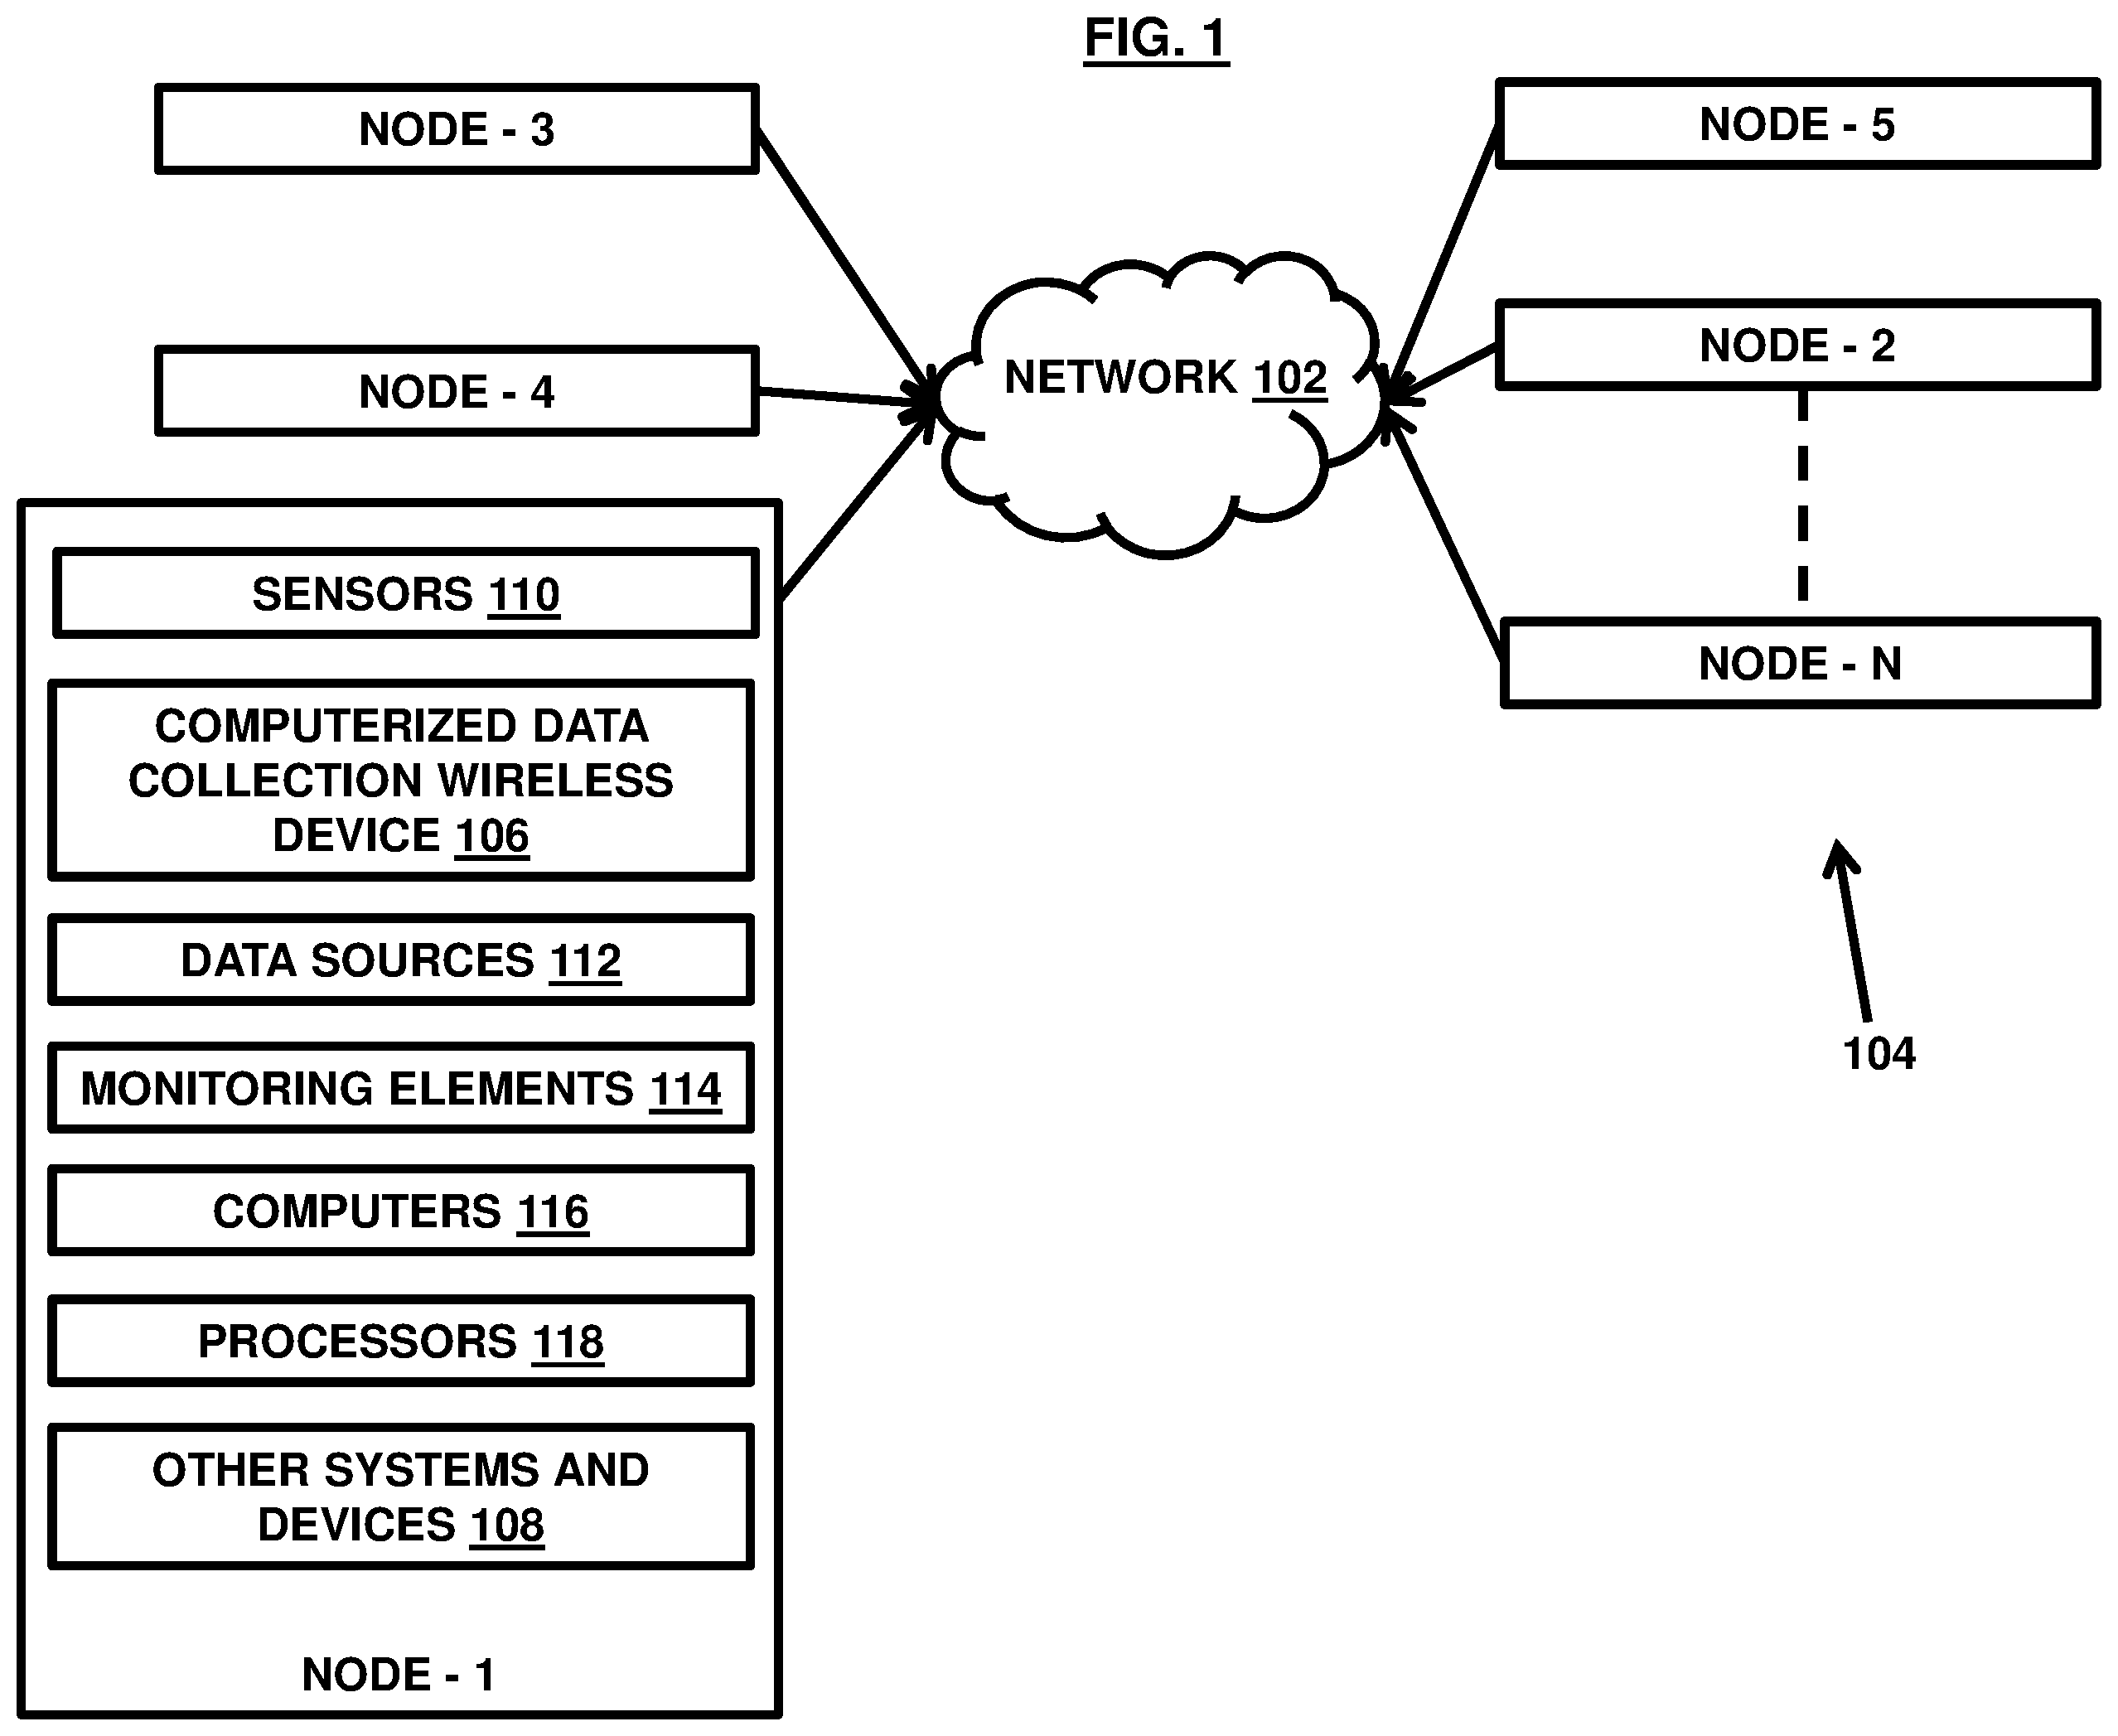 FIG. 1
NODE - 3
NODE - 5
NODE - 4
NETWORK 102
NODE - 2
NODE - N
104
SENSORS 110
COMPUTERIZED DATA
COLLECTION WIRELESS
DEVICE 106
DATA SOURCES 112
MONITORING ELEMENTS 114
COMPUTERS 116
PROCESSORS 118
OTHER SYSTEMS AND
DEVICES 108
NODE - 1